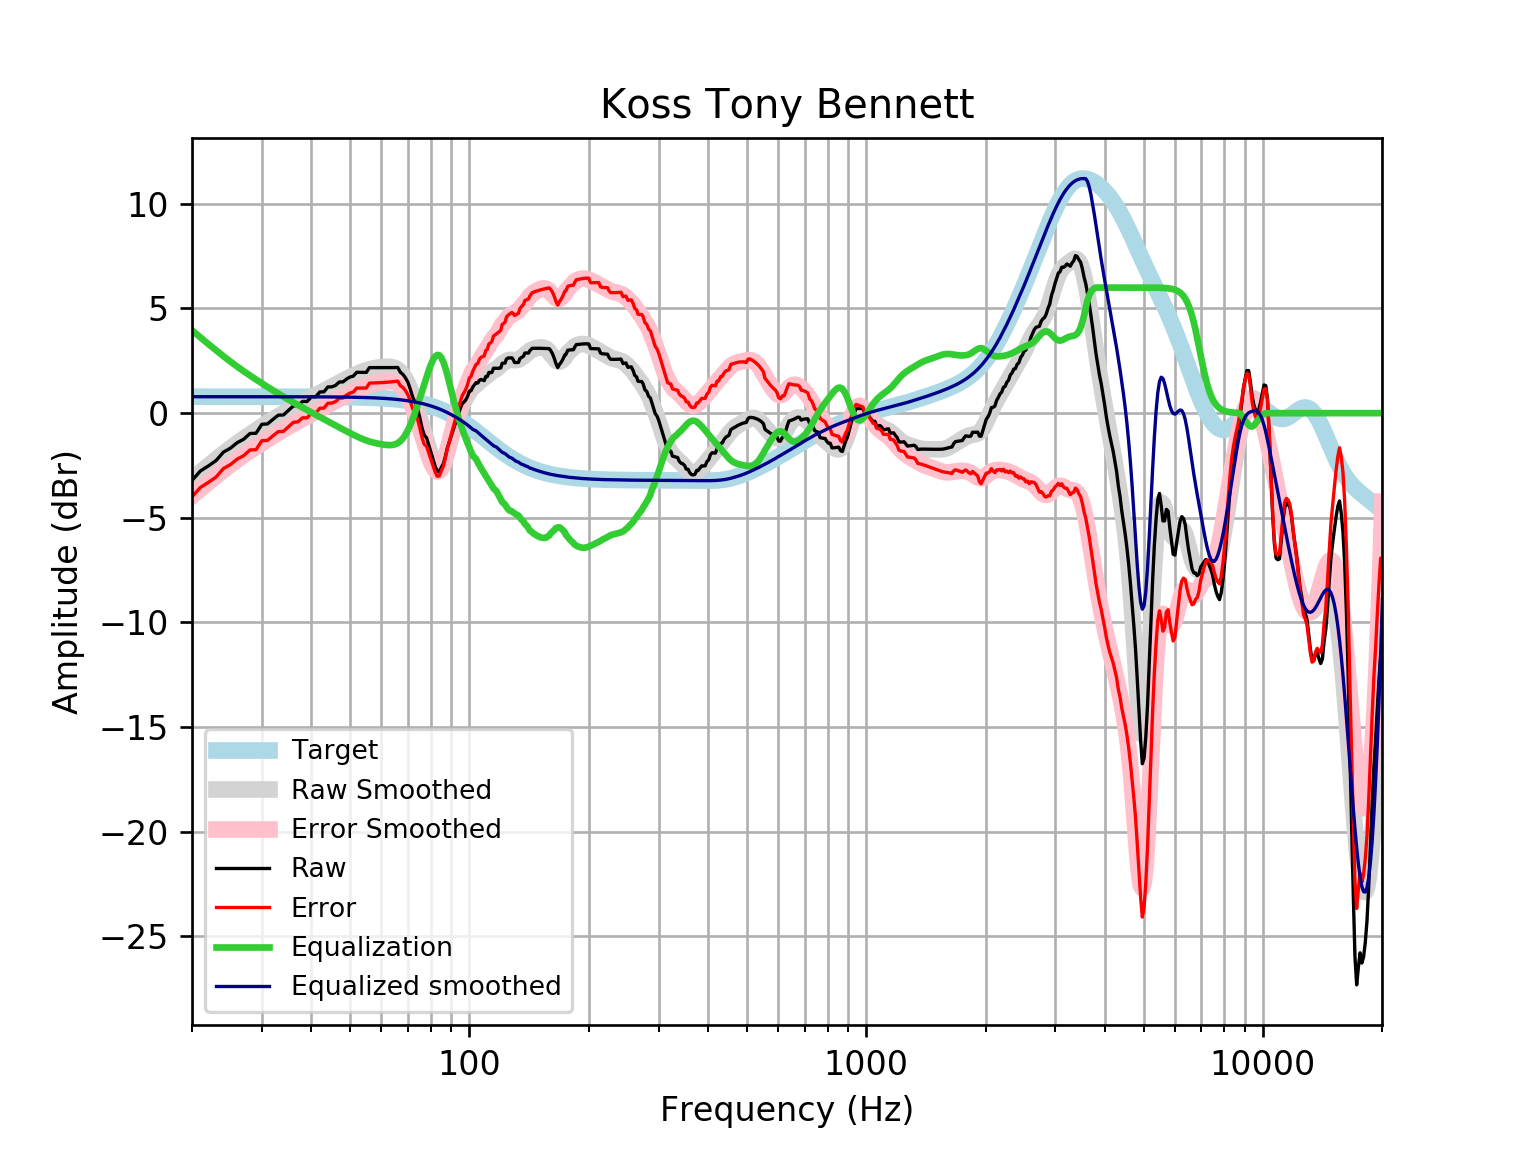 Koss Tony Bennett
10
5
0
−5
−10
−15
−20
−25
Amplitude (dBr)
Target
Raw Smoothed
Error Smoothed
Raw
Error
Equalization
Equalized smoothed
100
1000
10000
Frequency (Hz)